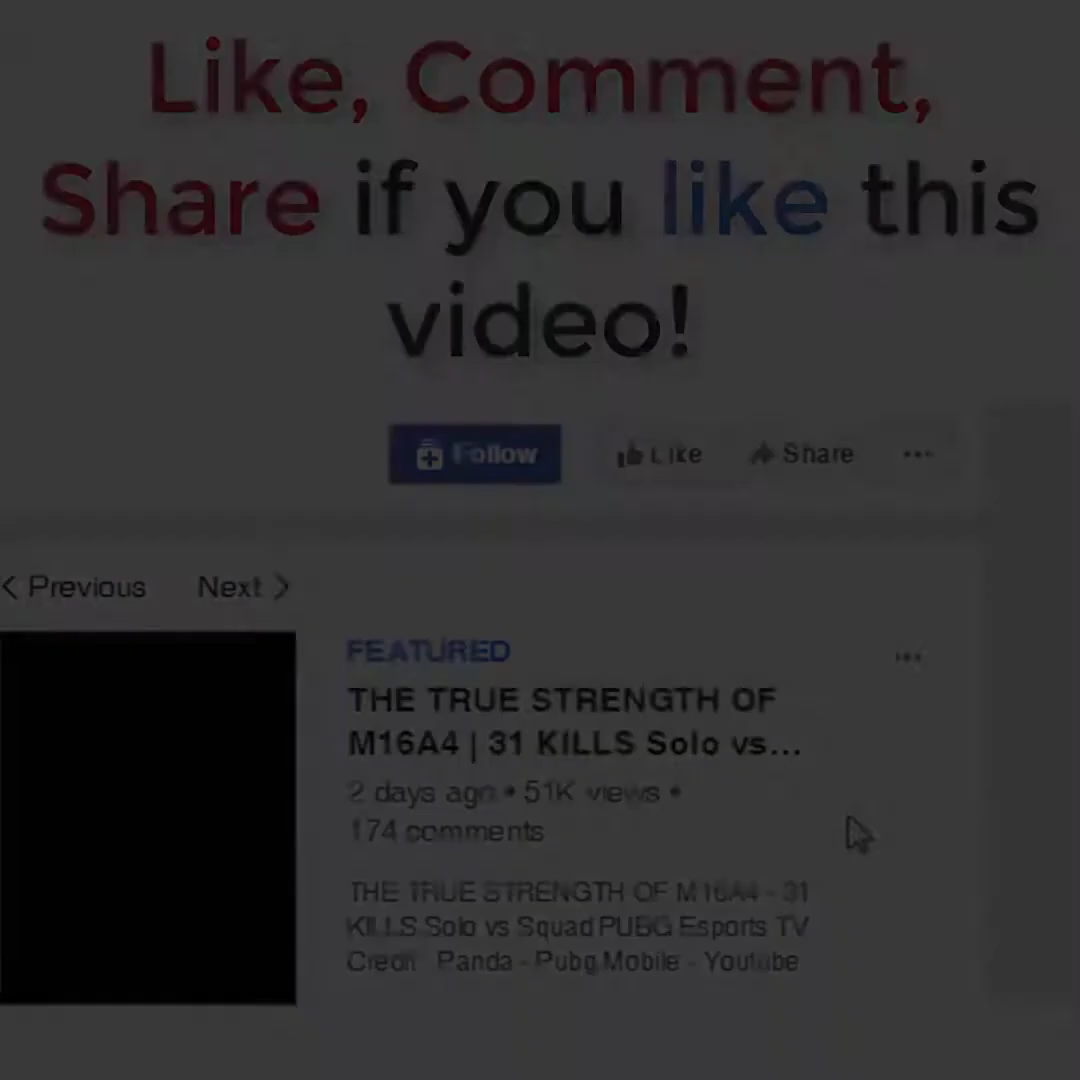 Like, Comment,
Share if you like this
video!
Follow Like Share ...
< Previous Next >
FEATURED ...
THE TRUE STRENGTH OF
M16A4 | 31 KILLS Solo vs...
2 days ago • 51K views •
174 comments
THE TRUE STRENGTH OF M16A4 - 31
KILLS Solo vs Squad PUBG Esports TV
Credit Panda - Pubg Mobile - Youtube